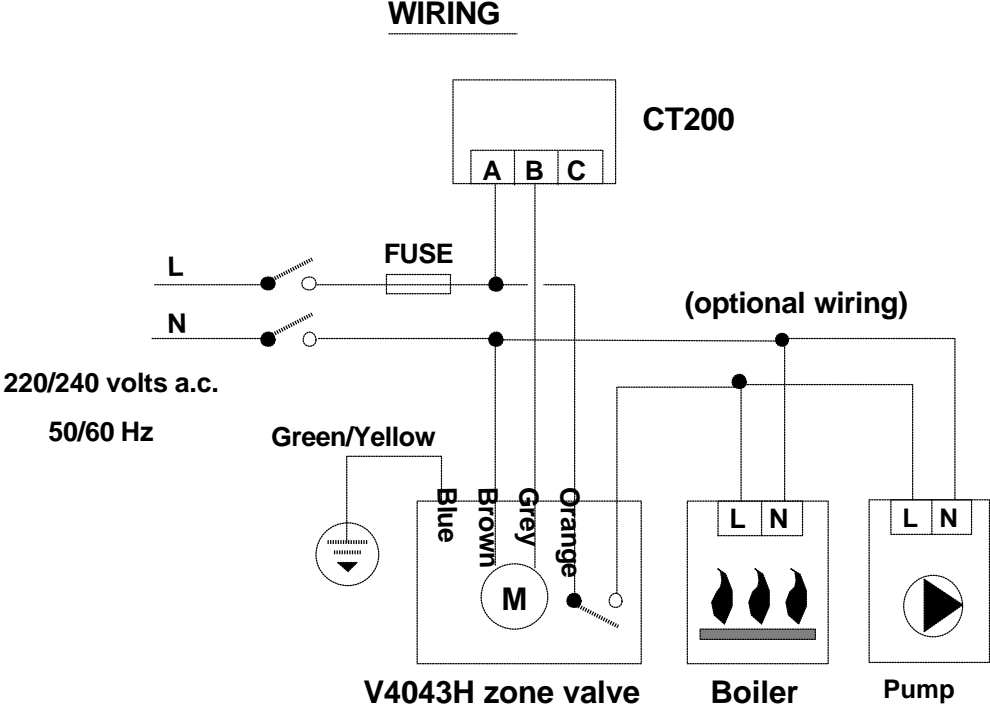 WIRING
CT200
A B C
FUSE
L
(optional wiring)
N
220/240 volts a.c.
50/60 Hz
Green/Yellow
Blue
Brown
Grey
Orange
L N
L N
M
V4043H zone valve
Boiler
Pump